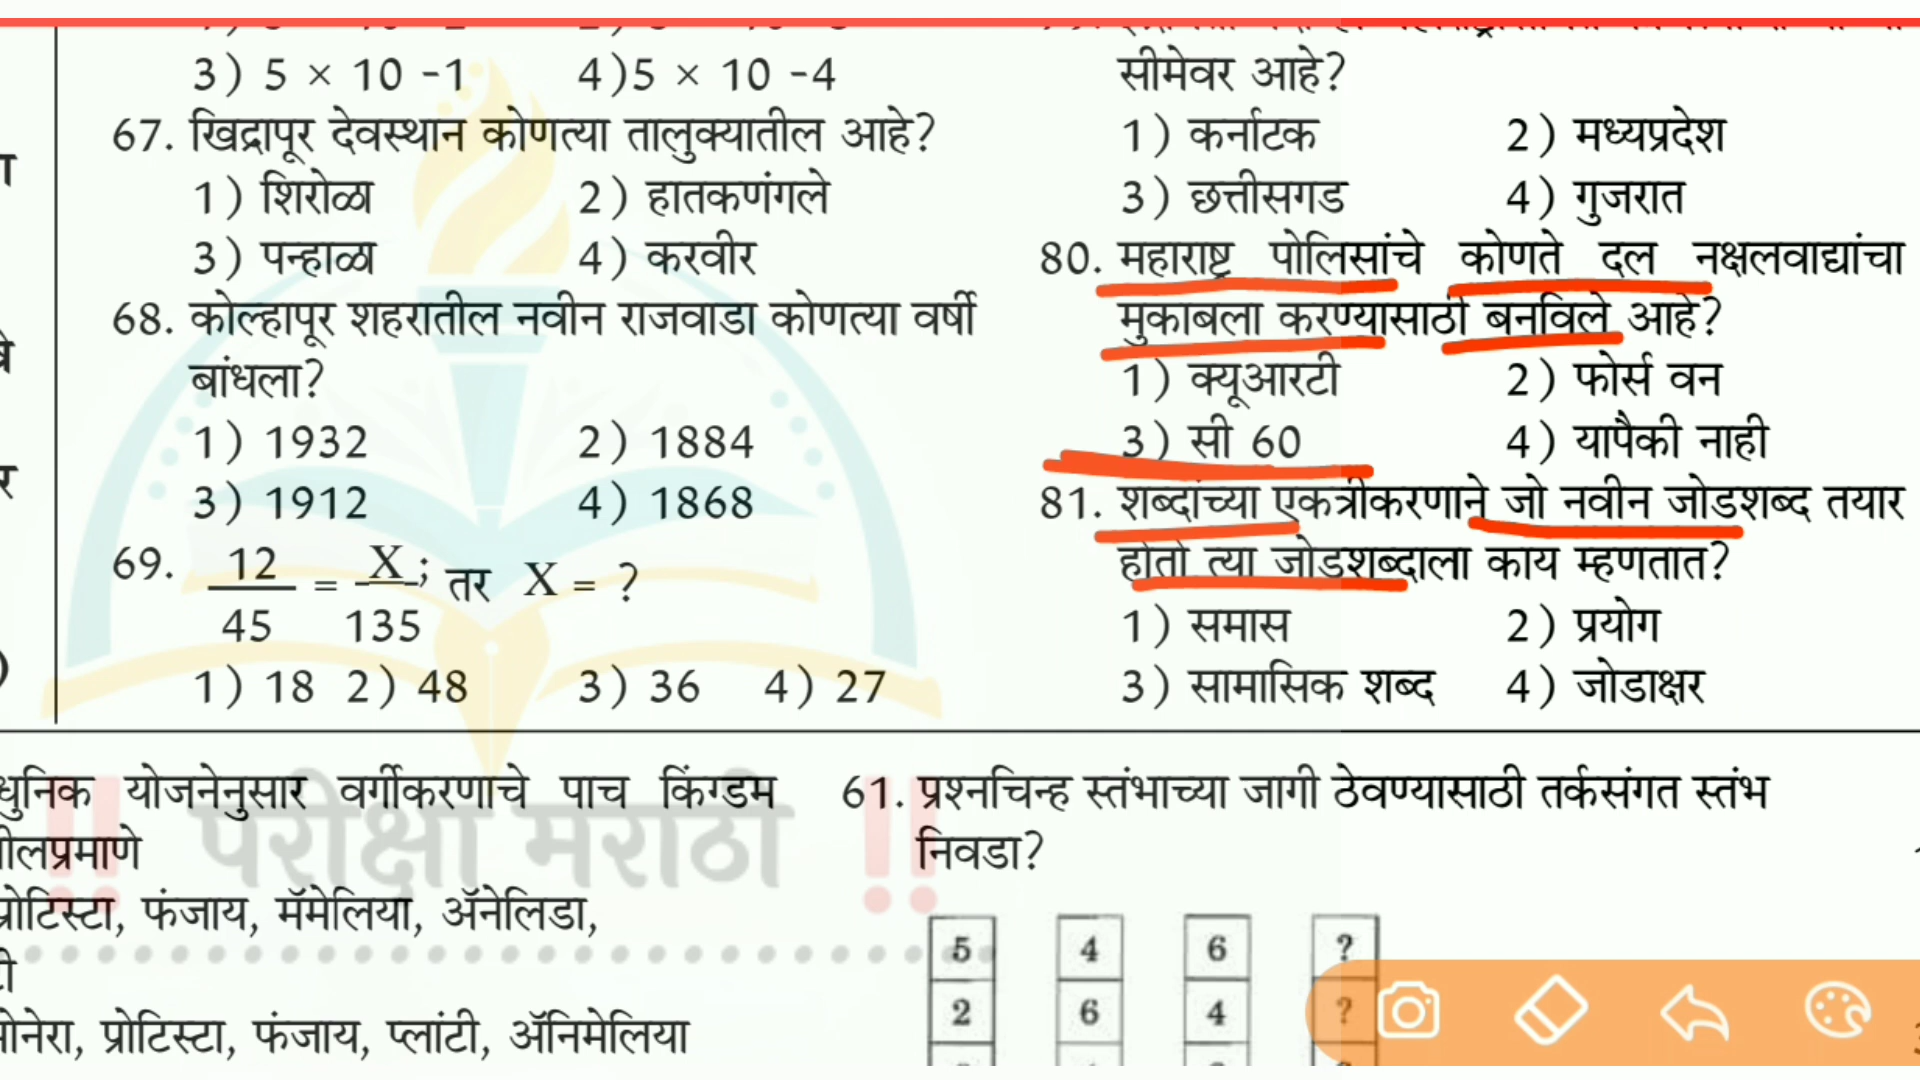 3) 5 × 10 -1 4)5 × 10 -4
67. खिद्रापूर देवस्थान कोणत्या तालुक्यातील आहे?
1) शिरोळा 2) हातकणंगले
3) पन्हाळा 4) करवीर
68. कोल्हापूर शहरातील नवीन राजवाडा कोणत्या वर्षी
बांधला?
1) 1932 2) 1884
3) 1912 4) 1868
69. 12/45 = X/135; तर X = ?
1) 18 2) 48 3) 36 4) 27
सीमेवर आहे?
1) कर्नाटक 2) मध्यप्रदेश
3) छत्तीसगड 4) गुजरात
80. महाराष्ट्र पोलिसांचे कोणते दल नक्षलवाद्यांचा
मुकाबला करण्यासाठी बनविले आहे?
1) क्यूआरटी 2) फोर्स वन
3) सी 60 4) यापैकी नाही
81. शब्दांच्या एकत्रीकरणाने जो नवीन जोडशब्द तयार
होतो त्या जोडशब्दाला काय म्हणतात?
1) समास 2) प्रयोग
3) सामासिक शब्द 4) जोडाक्षर
योजनेनुसार वर्गीकरणाचे पाच किंग्डम
प्रोटिस्टा, फंजाय, मॅमेलिया, ॲनेलिडा,
मोनेरा, प्रोटिस्टा, फंजाय, प्लांटी, ॲनिमेलिया
!! परीक्षा मराठी !!
61. प्रश्नचिन्ह स्तंभाच्या जागी ठेवण्यासाठी तर्कसंगत स्तंभ
निवडा?
5 4 6 ?
2 6 4 ?